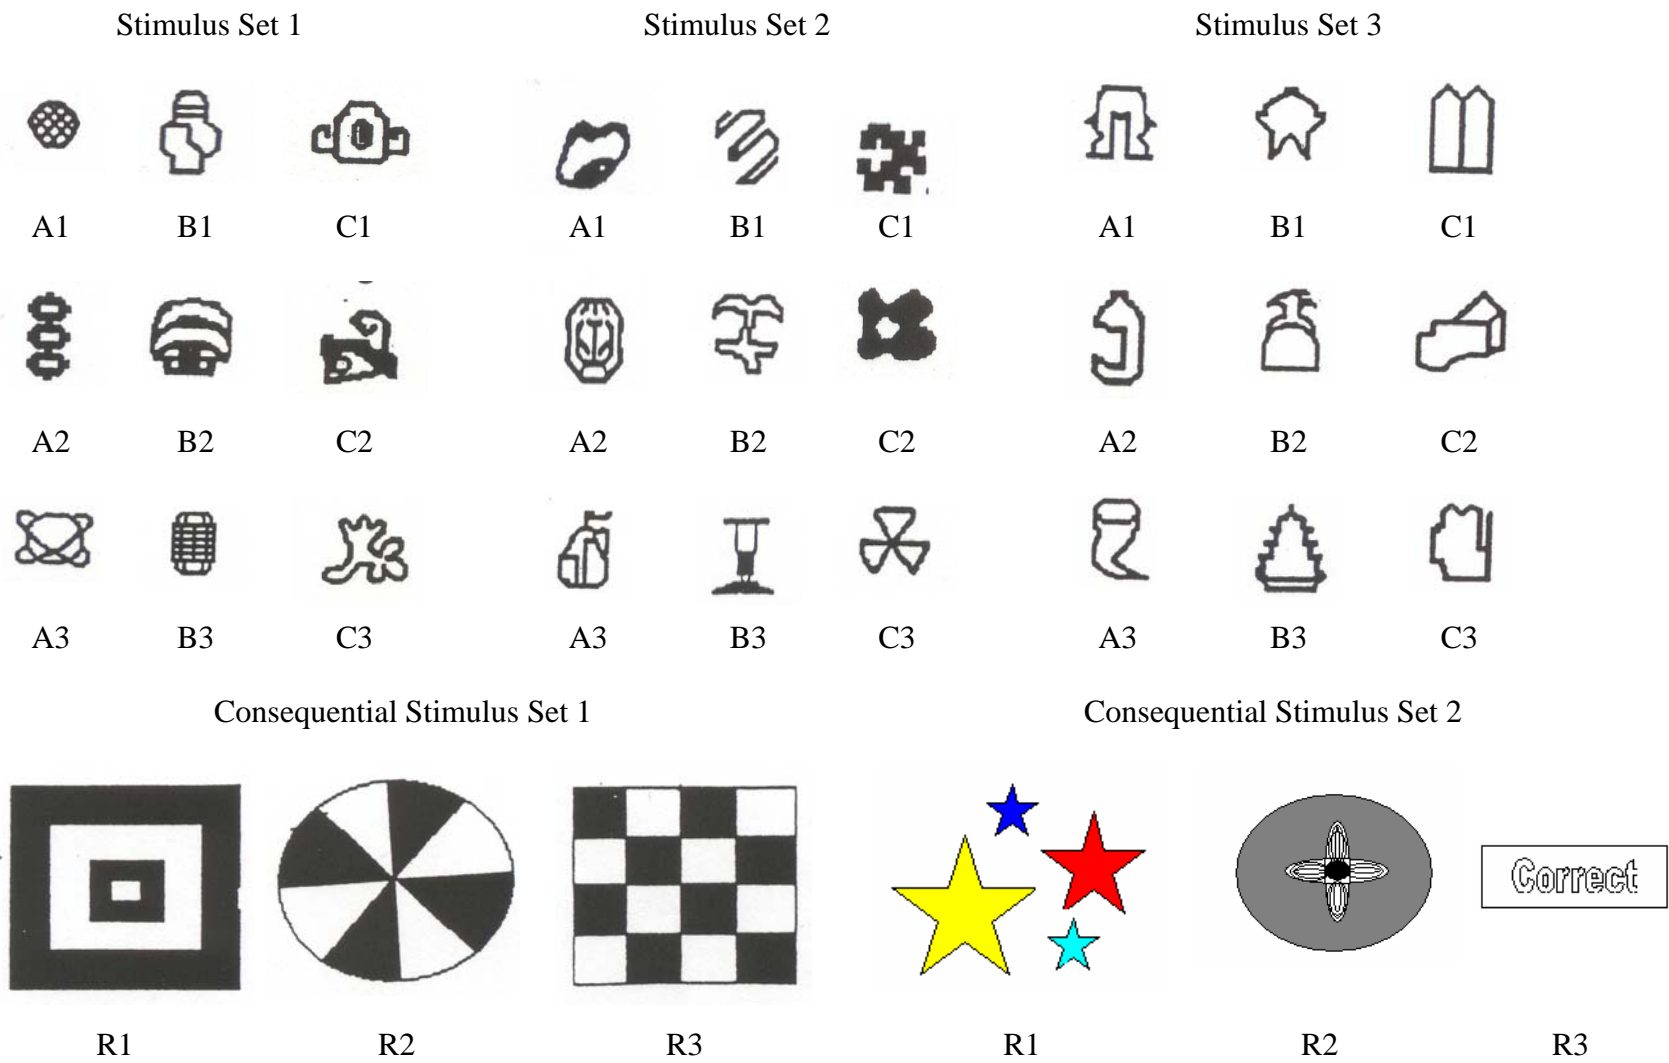 Stimulus Set 1 Stimulus Set 2 Stimulus Set 3
A1 B1 C1 A1 B1 C1 A1 B1 C1
A2 B2 C2 A2 B2 C2 A2 B2 C2
A3 B3 C3 A3 B3 C3 A3 B3 C3
Consequential Stimulus Set 1 Consequential Stimulus Set 2
Correct
R1 R2 R3 R1 R2 R3